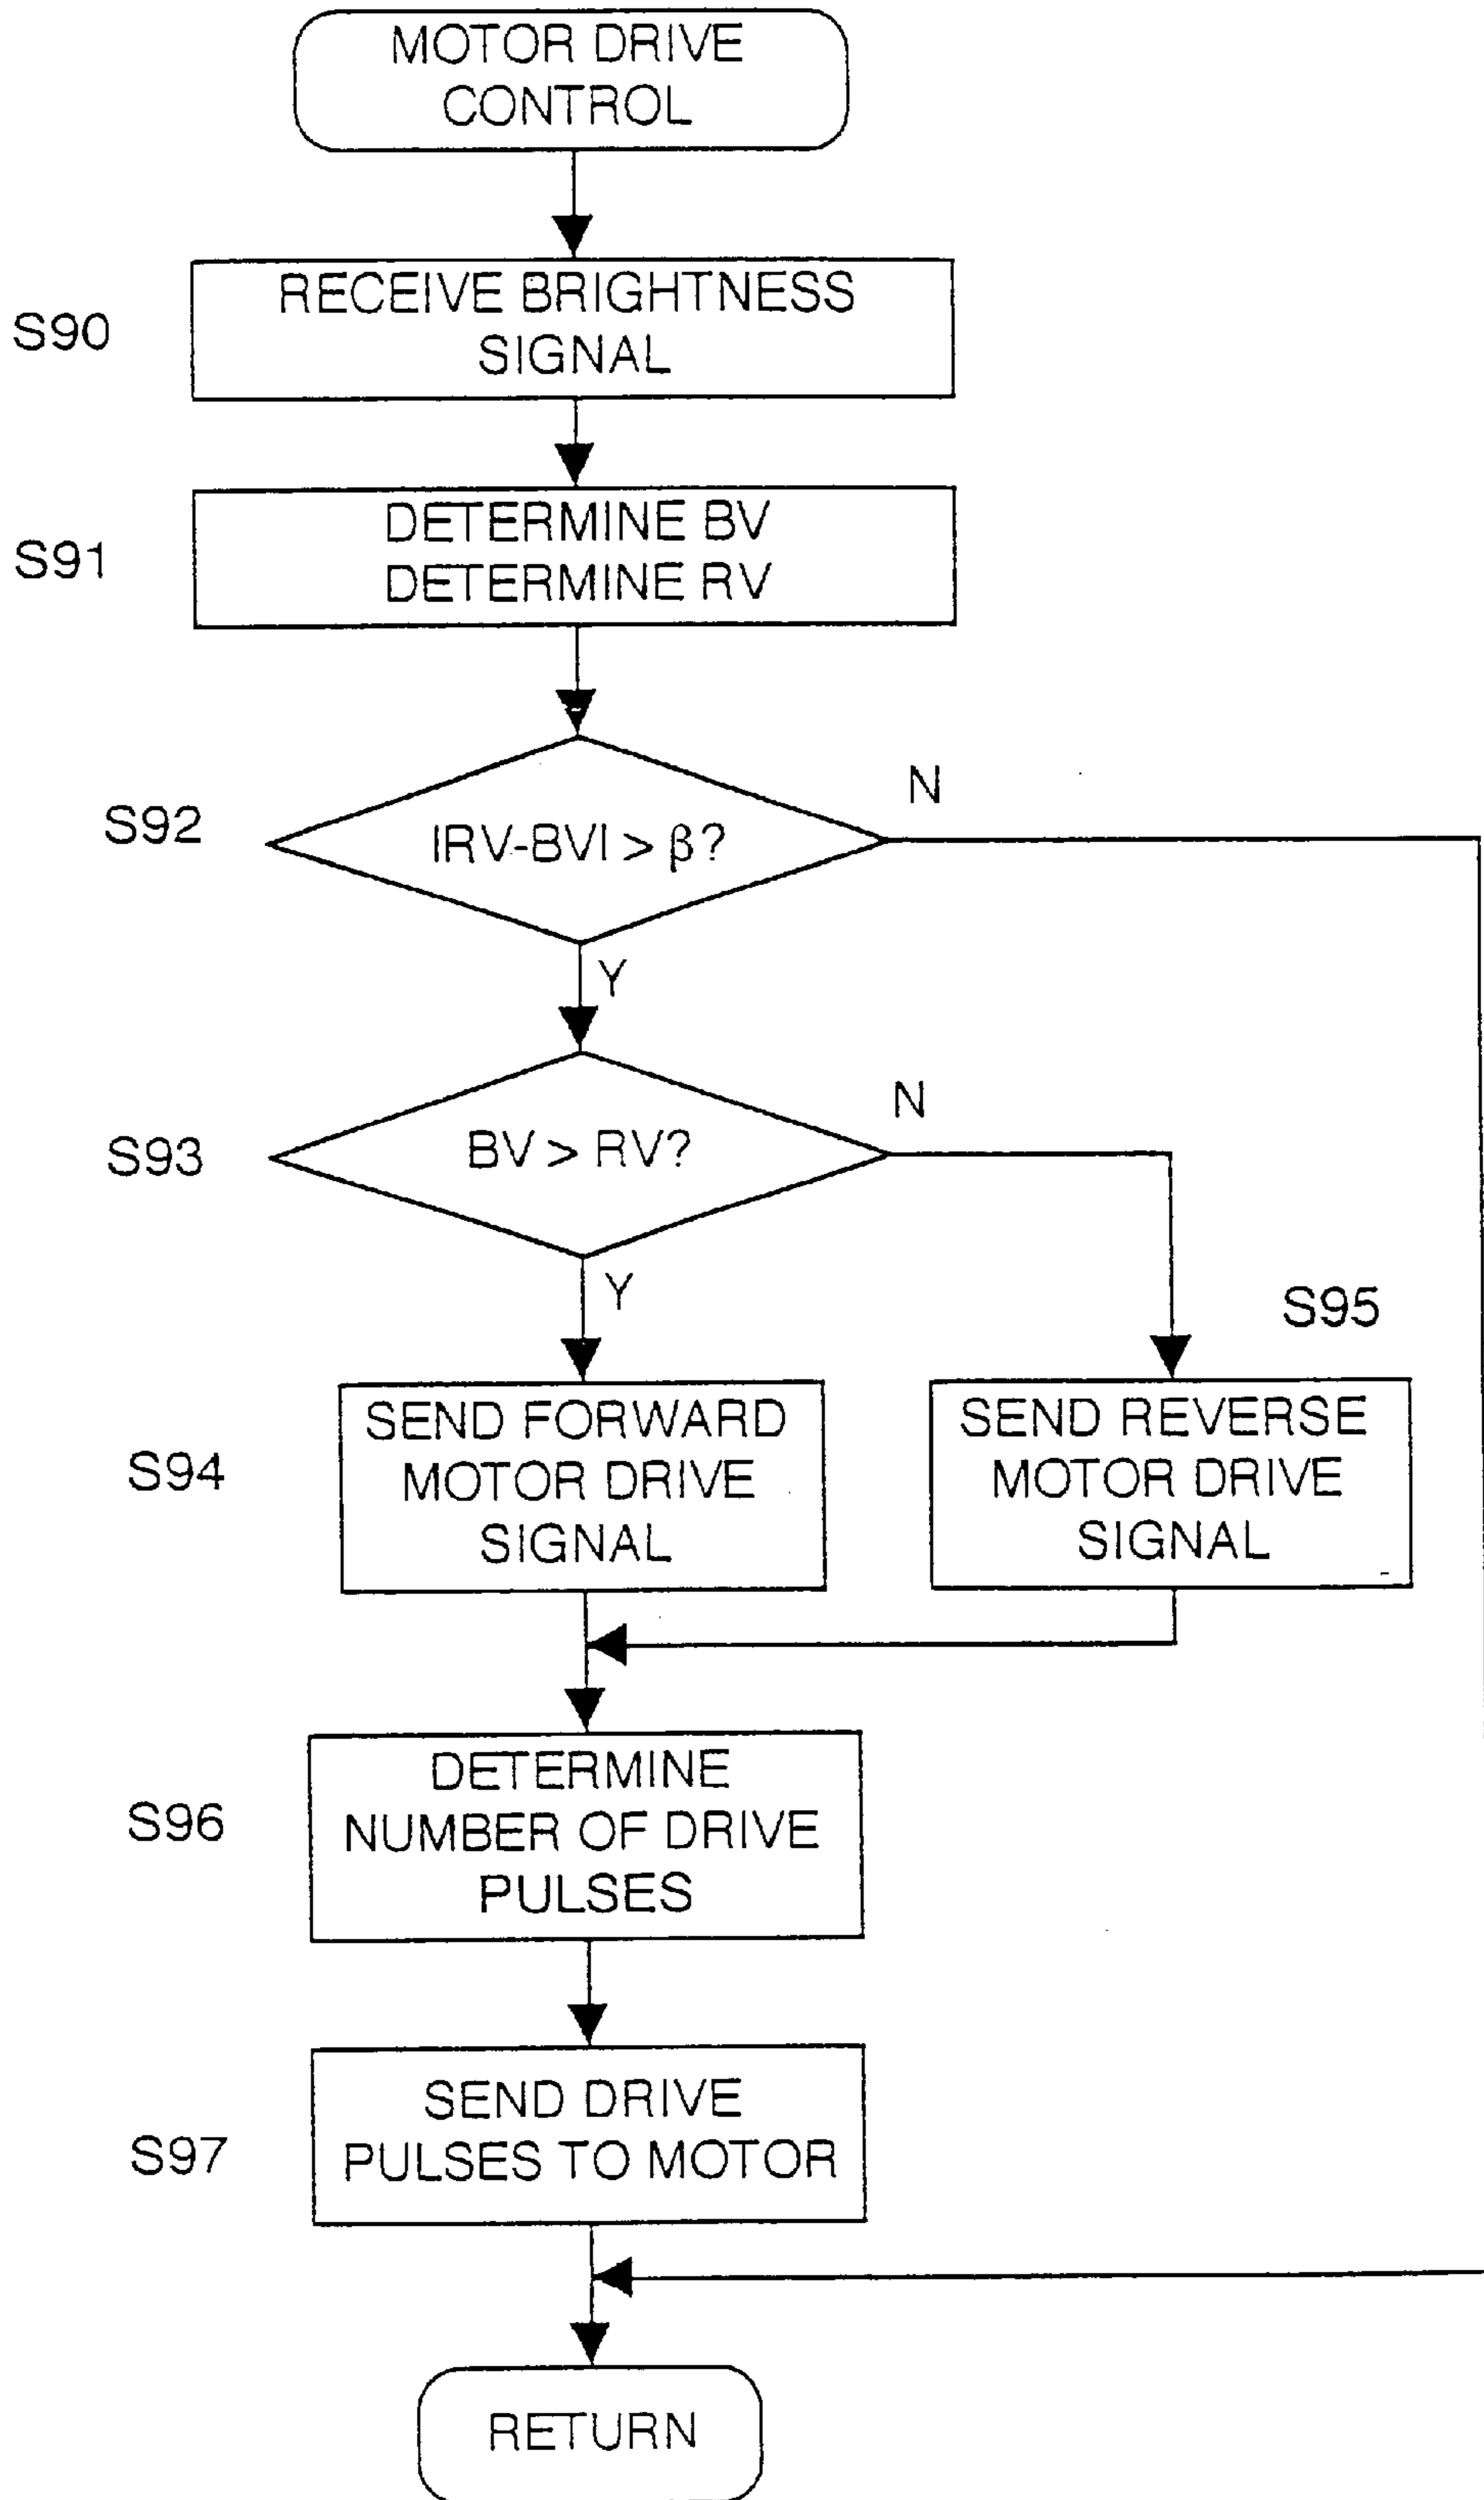 MOTOR DRIVE
CONTROL
S90
RECEIVE BRIGHTNESS
SIGNAL
S91
DETERMINE BV
DETERMINE RV
S92
|RV-BV| > β?
N
Y
S93
BV > RV?
N
Y
S95
S94
SEND FORWARD
MOTOR DRIVE
SIGNAL
SEND REVERSE
MOTOR DRIVE
SIGNAL
S96
DETERMINE
NUMBER OF DRIVE
PULSES
S97
SEND DRIVE
PULSES TO MOTOR
RETURN